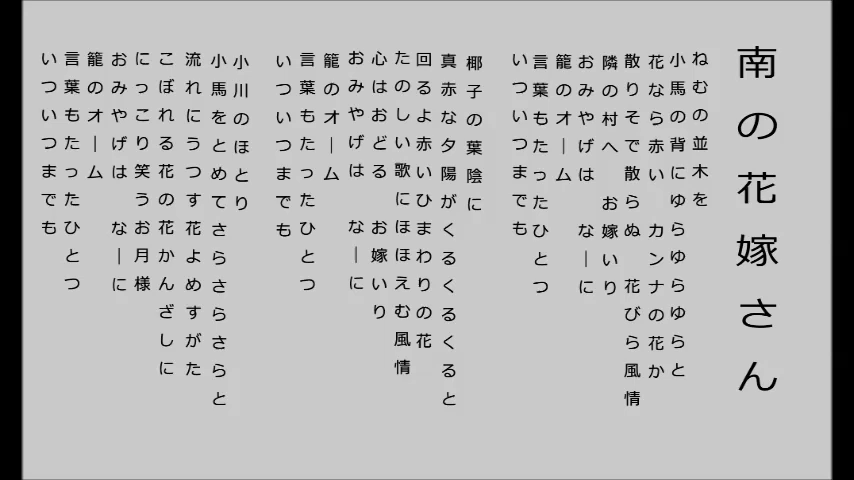 南の花嫁さん
ねむの並木を
小馬の背にゆらゆらゆらと
花なら赤い　カンナの花か
散りそで散らぬ　花びら風情
隣の村へ　お嫁いり
おみやげは　なーに
籠のオーム
言葉もたったひとつ
いついつまでも
椰子の葉陰に
真赤な夕陽がくるくるくると
回るよ赤いひまわりの花
たのしい歌にほほえむ風情
心はおどる　お嫁いり
おみやげは　なーに
籠のオーム
言葉もたったひとつ
いついつまでも
小川のほとり
小馬をとめてさらさらさらと
流れにうつす花よめすがた
こぼれる花の花かんざしに
にっこり笑うお月様
おみやげは　なーに
籠のオーム
言葉もたったひとつ
いついつまでも